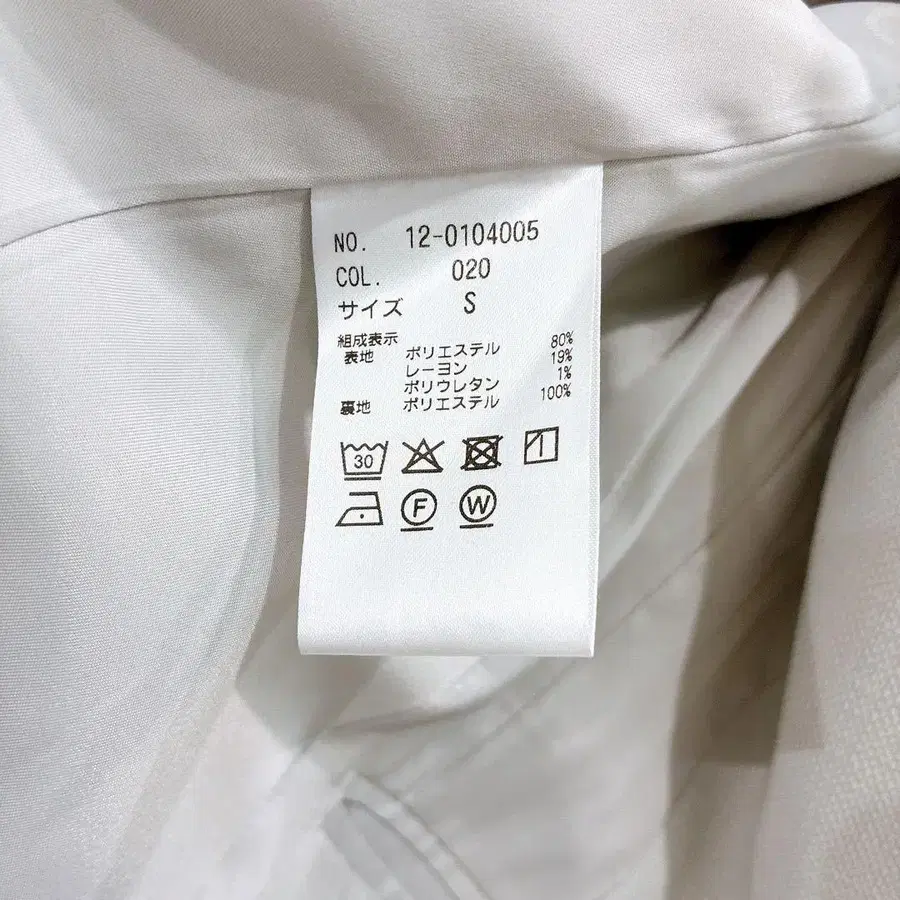 NO. 12-0104005
COL. 020
サイズ S
組成表示
表地 ポリエステル 80%
レーヨン 19%
ポリウレタン 1%
裏地 ポリエステル 100%
30
F W